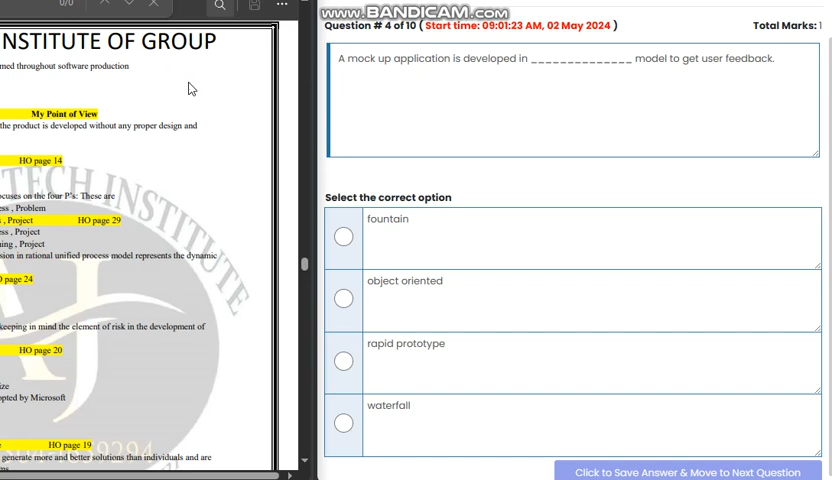 0/0
www.BANDICAM.com
NSTITUTE OF GROUP
med throughout software production
My Point of View
the product is developed without any proper design and
HO page 14
TECH INSTITUTE
ocuses on the four P's: These are
ess , Problem
s , Project HO page 29
ess , Project
ning , Project
sion in rational unified process model represents the dynamic
O page 24
keeping in mind the element of risk in the development of
HO page 20
ize
opted by Microsoft
HO page 19
generate more and better solutions than individuals and are
Question # 4 of 10 ( Start time: 09:01:23 AM, 02 May 2024 ) Total Marks: 1
A mock up application is developed in ______________ model to get user feedback.
Select the correct option
fountain
object oriented
rapid prototype
waterfall
Click to Save Answer & Move to Next Question